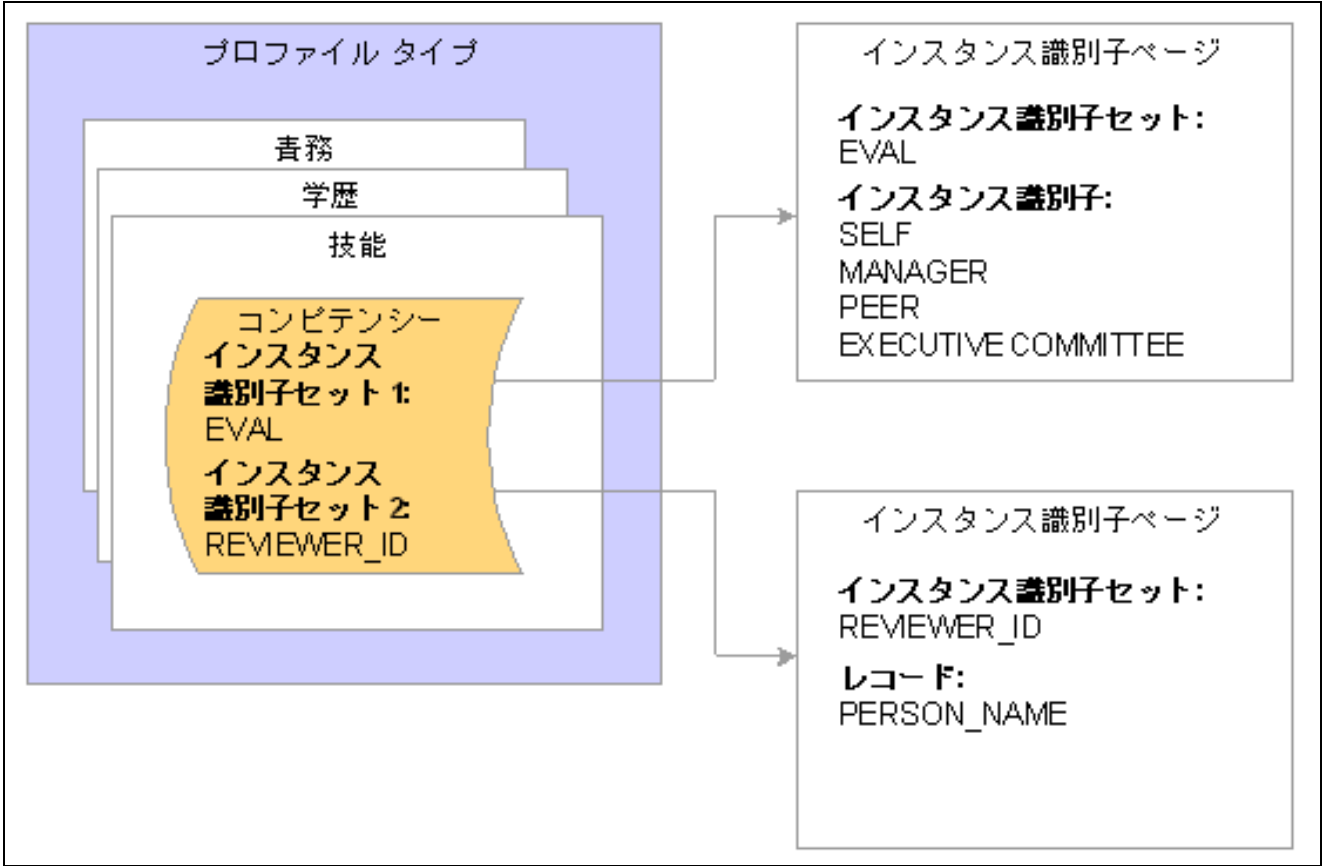 プロファイル タイプ
責務
学歴
技能
コンピテンシー
インスタンス
識別子セット 1:
EVAL
インスタンス
識別子セット 2:
REVIEWER_ID
インスタンス識別子ページ
インスタンス識別子セット:
EVAL
インスタンス識別子:
SELF
MANAGER
PEER
EXECUTIVE COMMITTEE
インスタンス識別子ページ
インスタンス識別子セット:
REVIEWER_ID
レコード:
PERSON_NAME